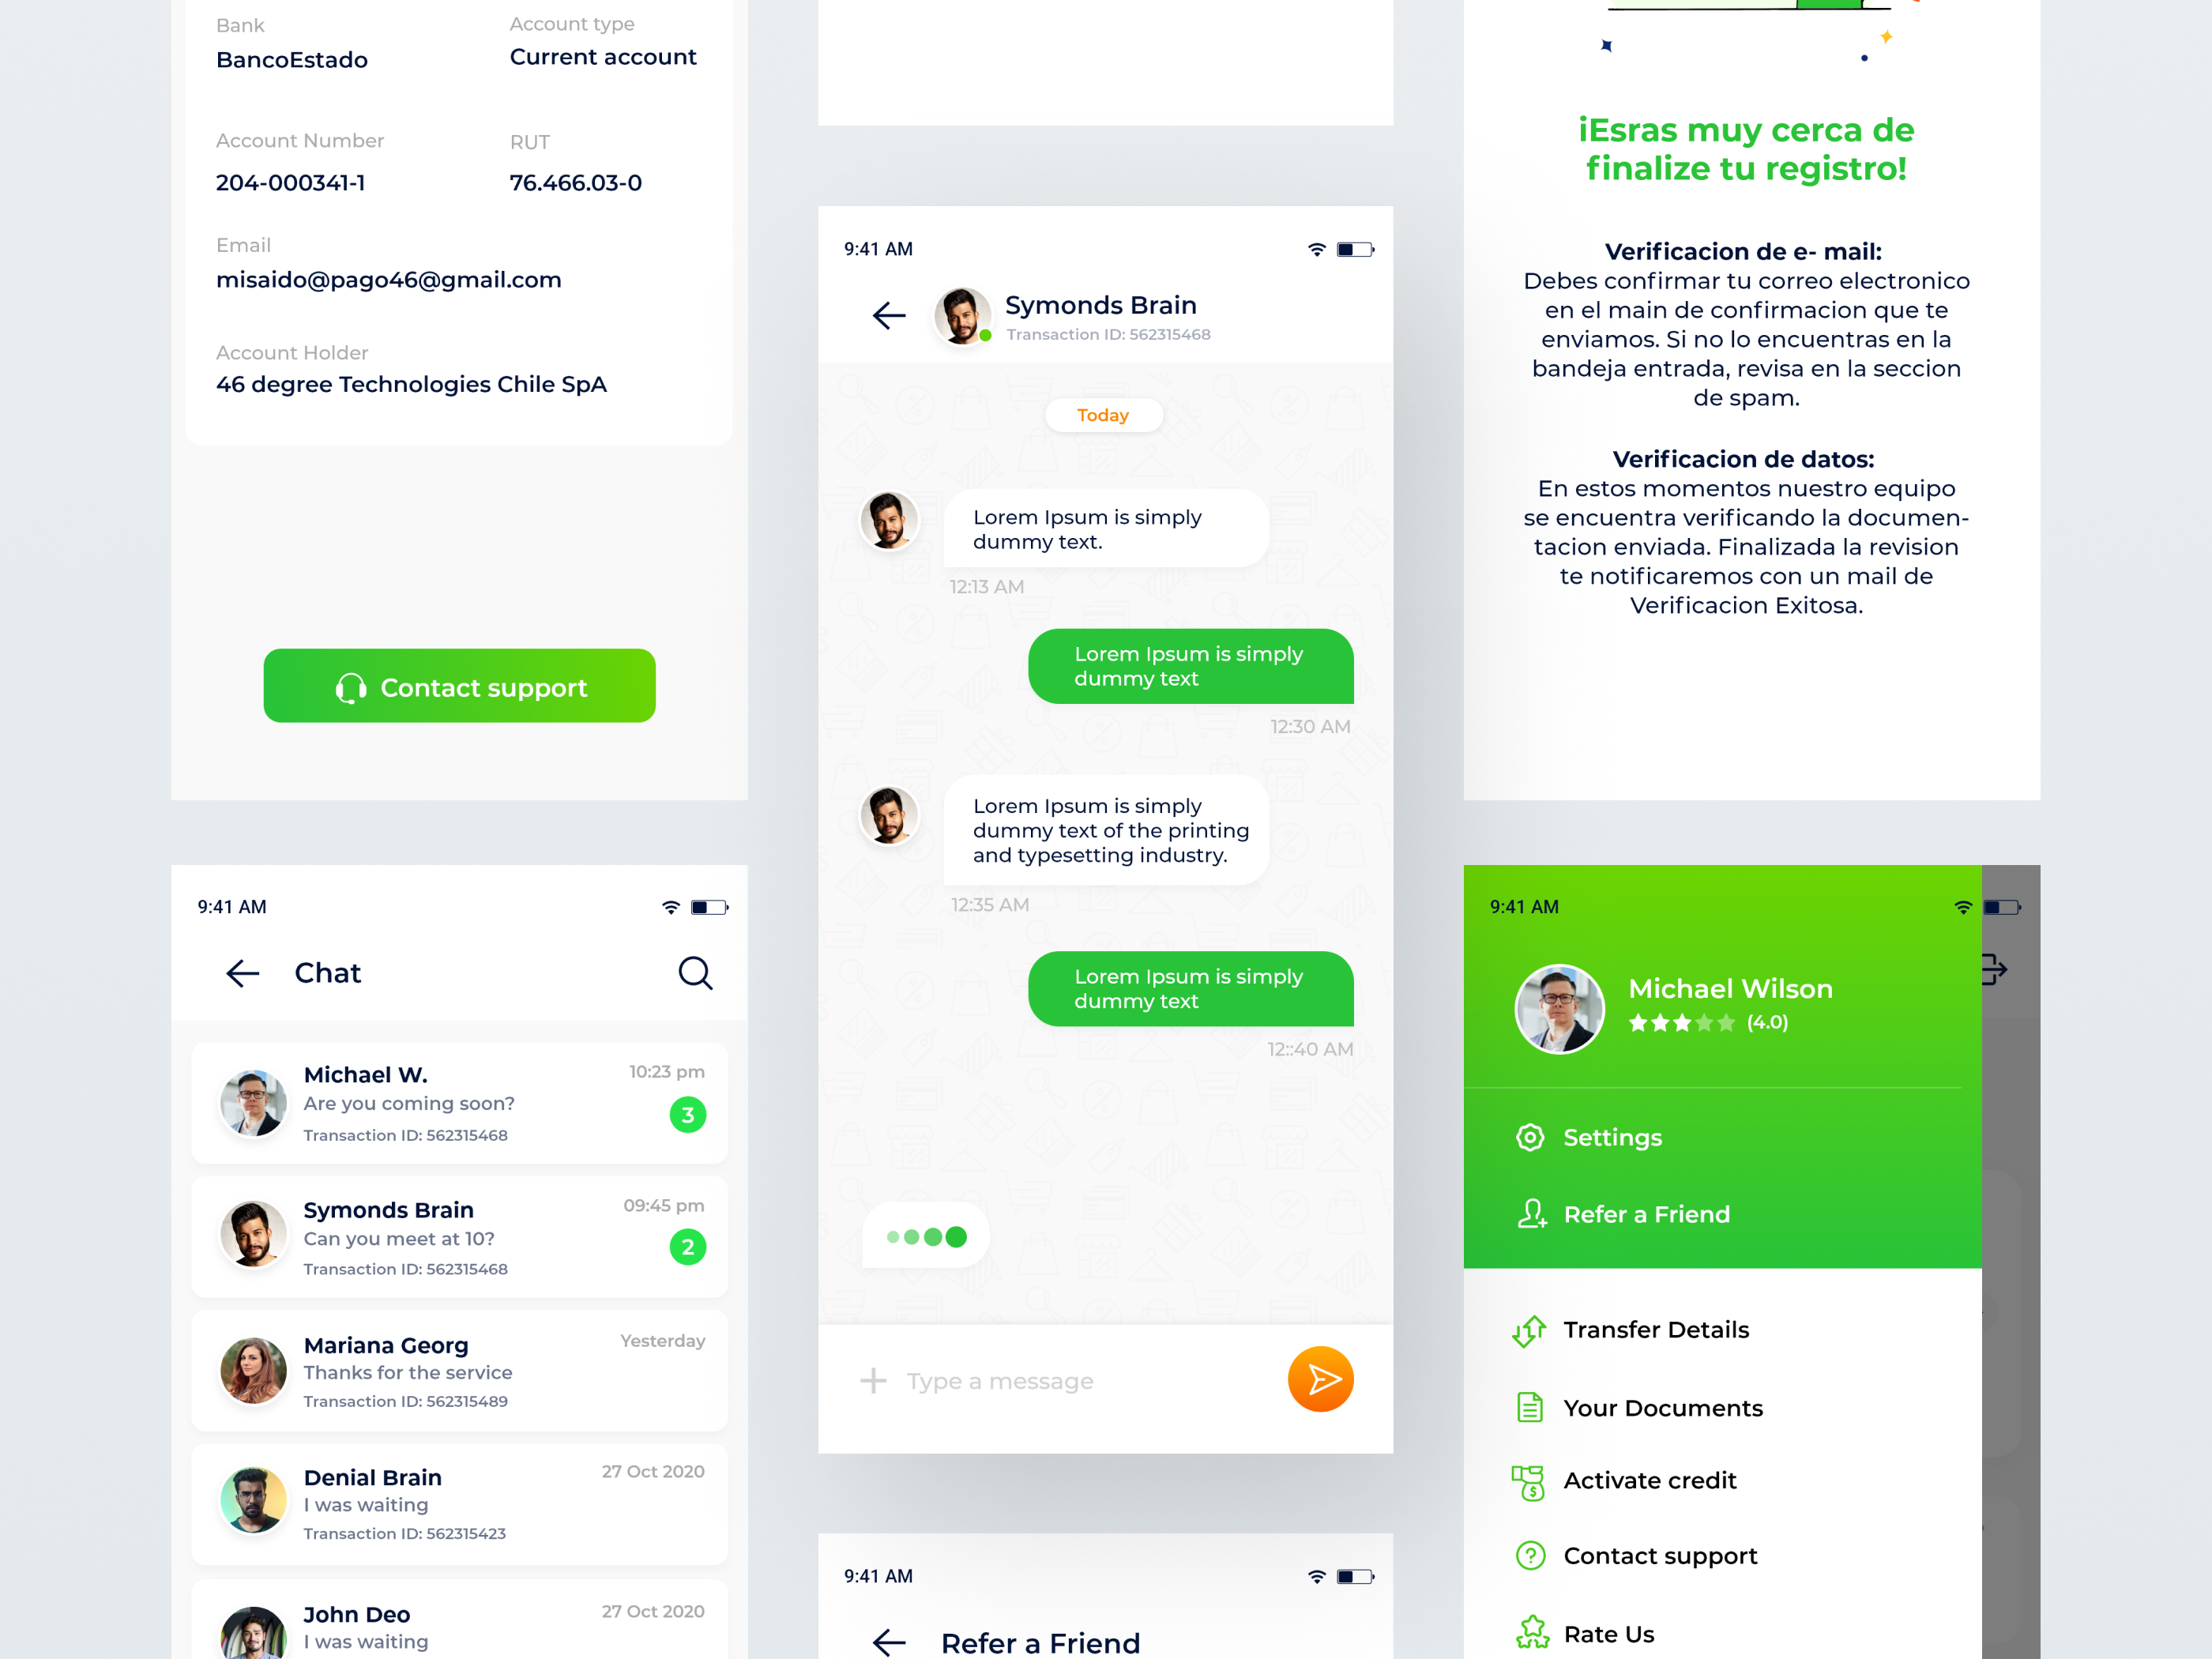 Bank
BancoEstado
Account type
Current account
Account Number
204-000341-1
RUT
76.466.03-0
Email
misaido@pago46@gmail.com
Account Holder
46 degree Technologies Chile SpA
Contact support
9:41 AM
Chat
Michael W.
10:23 pm
Are you coming soon?
3
Transaction ID: 562315468
Symonds Brain
09:45 pm
Can you meet at 10?
2
Transaction ID: 562315468
Mariana Georg
Yesterday
Thanks for the service
Transaction ID: 562315489
Denial Brain
27 Oct 2020
I was waiting
Transaction ID: 562315423
John Deo
27 Oct 2020
I was waiting
9:41 AM
Symonds Brain
Transaction ID: 562315468
Today
Lorem Ipsum is simply
dummy text.
12:13 AM
Lorem Ipsum is simply
dummy text
12:30 AM
Lorem Ipsum is simply
dummy text of the printing
and typesetting industry.
12:35 AM
Lorem Ipsum is simply
dummy text
12::40 AM
Type a message
9:41 AM
Refer a Friend
¡Esras muy cerca de
finalize tu registro!
Verificacion de e- mail:
Debes confirmar tu correo electronico
en el main de confirmacion que te
enviamos. Si no lo encuentras en la
bandeja entrada, revisa en la seccion
de spam.
Verificacion de datos:
En estos momentos nuestro equipo
se encuentra verificando la documen-
tacion enviada. Finalizada la revision
te notificaremos con un mail de
Verificacion Exitosa.
9:41 AM
Michael Wilson
(4.0)
Settings
Refer a Friend
Transfer Details
Your Documents
Activate credit
Contact support
Rate Us